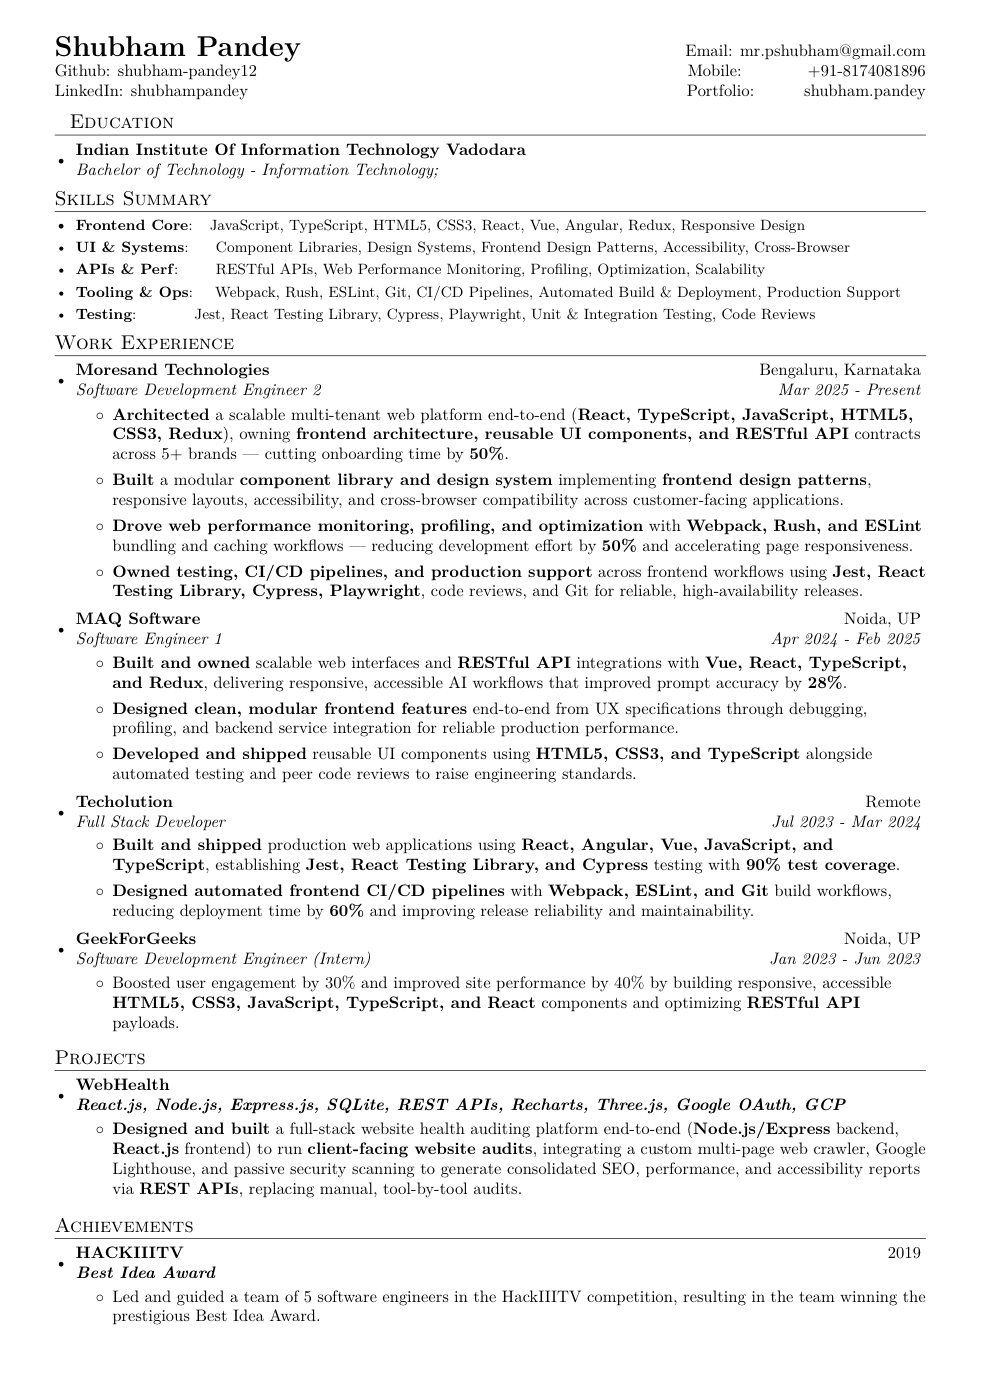 Shubham Pandey
Github: shubham-pandey12
LinkedIn: shubhampandey
Email: mr.pshubham@gmail.com
Mobile: +91-8174081896
Portfolio: shubham.pandey
Education
• Indian Institute Of Information Technology Vadodara
Bachelor of Technology - Information Technology;
Skills Summary
• Frontend Core: JavaScript, TypeScript, HTML5, CSS3, React, Vue, Angular, Redux, Responsive Design
• UI & Systems: Component Libraries, Design Systems, Frontend Design Patterns, Accessibility, Cross-Browser
• APIs & Perf: RESTful APIs, Web Performance Monitoring, Profiling, Optimization, Scalability
• Tooling & Ops: Webpack, Rush, ESLint, Git, CI/CD Pipelines, Automated Build & Deployment, Production Support
• Testing: Jest, React Testing Library, Cypress, Playwright, Unit & Integration Testing, Code Reviews
Work Experience
• Moresand Technologies Bengaluru, Karnataka
Software Development Engineer 2 Mar 2025 - Present
◦ Architected a scalable multi-tenant web platform end-to-end (React, TypeScript, JavaScript, HTML5,
CSS3, Redux), owning frontend architecture, reusable UI components, and RESTful API contracts
across 5+ brands — cutting onboarding time by 50%.
◦ Built a modular component library and design system implementing frontend design patterns,
responsive layouts, accessibility, and cross-browser compatibility across customer-facing applications.
◦ Drove web performance monitoring, profiling, and optimization with Webpack, Rush, and ESLint
bundling and caching workflows — reducing development effort by 50% and accelerating page responsiveness.
◦ Owned testing, CI/CD pipelines, and production support across frontend workflows using Jest, React
Testing Library, Cypress, Playwright, code reviews, and Git for reliable, high-availability releases.
• MAQ Software Noida, UP
Software Engineer 1 Apr 2024 - Feb 2025
◦ Built and owned scalable web interfaces and RESTful API integrations with Vue, React, TypeScript,
and Redux, delivering responsive, accessible AI workflows that improved prompt accuracy by 28%.
◦ Designed clean, modular frontend features end-to-end from UX specifications through debugging,
profiling, and backend service integration for reliable production performance.
◦ Developed and shipped reusable UI components using HTML5, CSS3, and TypeScript alongside
automated testing and peer code reviews to raise engineering standards.
• Techolution Remote
Full Stack Developer Jul 2023 - Mar 2024
◦ Built and shipped production web applications using React, Angular, Vue, JavaScript, and
TypeScript, establishing Jest, React Testing Library, and Cypress testing with 90% test coverage.
◦ Designed automated frontend CI/CD pipelines with Webpack, ESLint, and Git build workflows,
reducing deployment time by 60% and improving release reliability and maintainability.
• GeekForGeeks Noida, UP
Software Development Engineer (Intern) Jan 2023 - Jun 2023
◦ Boosted user engagement by 30% and improved site performance by 40% by building responsive, accessible
HTML5, CSS3, JavaScript, TypeScript, and React components and optimizing RESTful API
payloads.
Projects
• WebHealth
React.js, Node.js, Express.js, SQLite, REST APIs, Recharts, Three.js, Google OAuth, GCP
◦ Designed and built a full-stack website health auditing platform end-to-end (Node.js/Express backend,
React.js frontend) to run client-facing website audits, integrating a custom multi-page web crawler, Google
Lighthouse, and passive security scanning to generate consolidated SEO, performance, and accessibility reports
via REST APIs, replacing manual, tool-by-tool audits.
Achievements
• HACKIIITV 2019
Best Idea Award
◦ Led and guided a team of 5 software engineers in the HackIIITV competition, resulting in the team winning the
prestigious Best Idea Award.